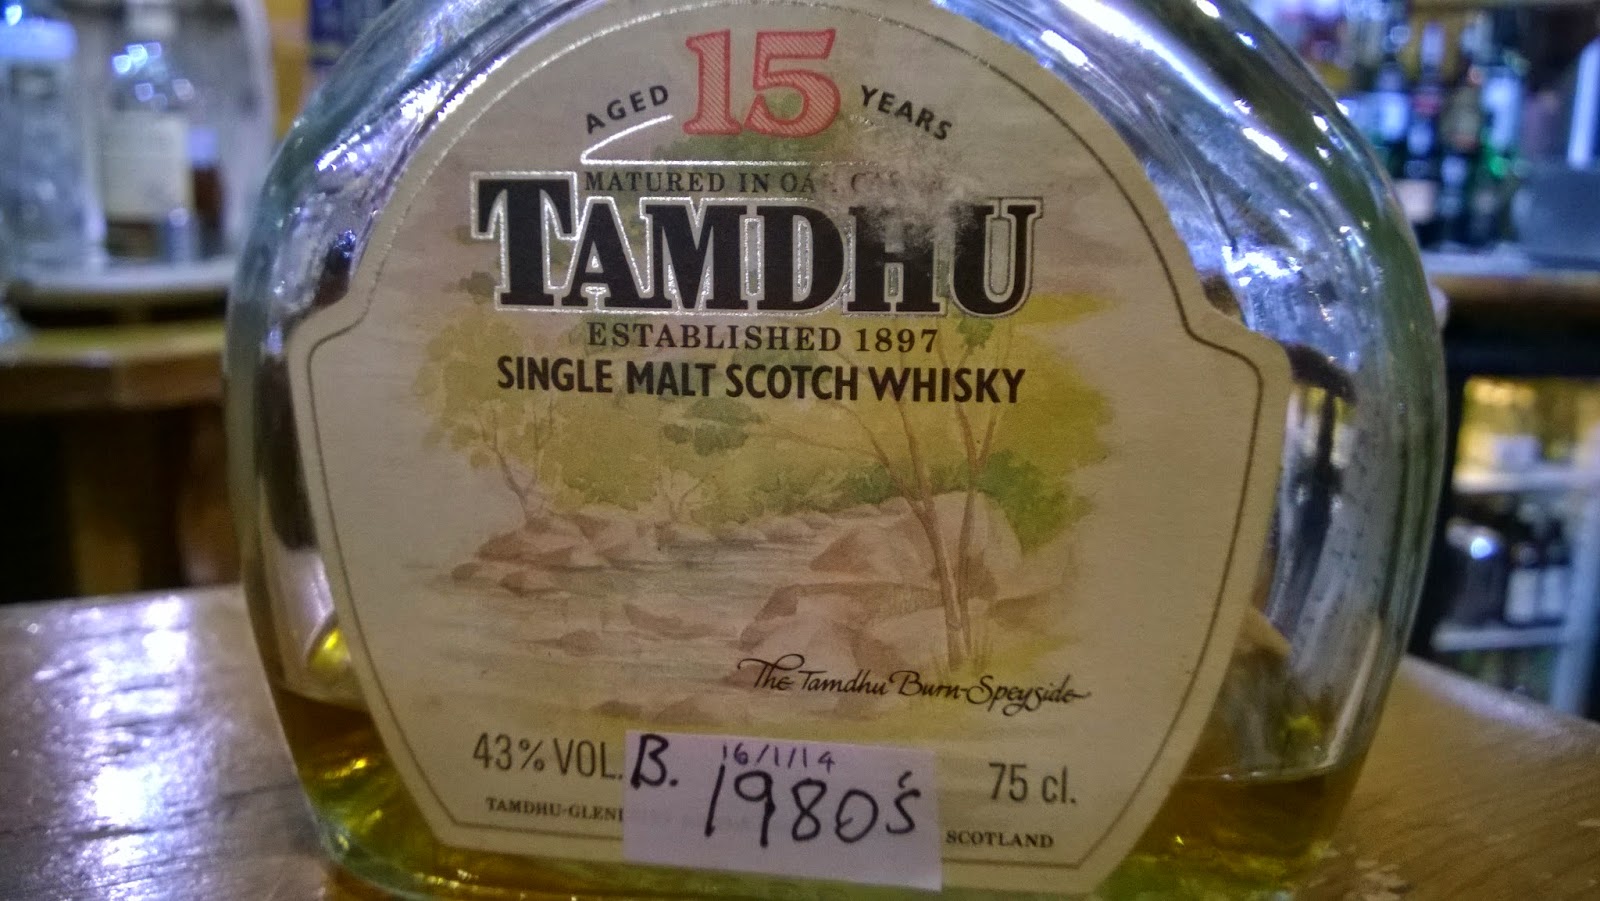 AGED 15 YEARS
MATURED IN
TAMDHU
ESTABLISHED 1897
SINGLE MALT SCOTCH WHISKY
The Tamdhu Burn-Speyside
43% VOL. 75 cl.
B. 16/1/14
1980's
SCOTLAND